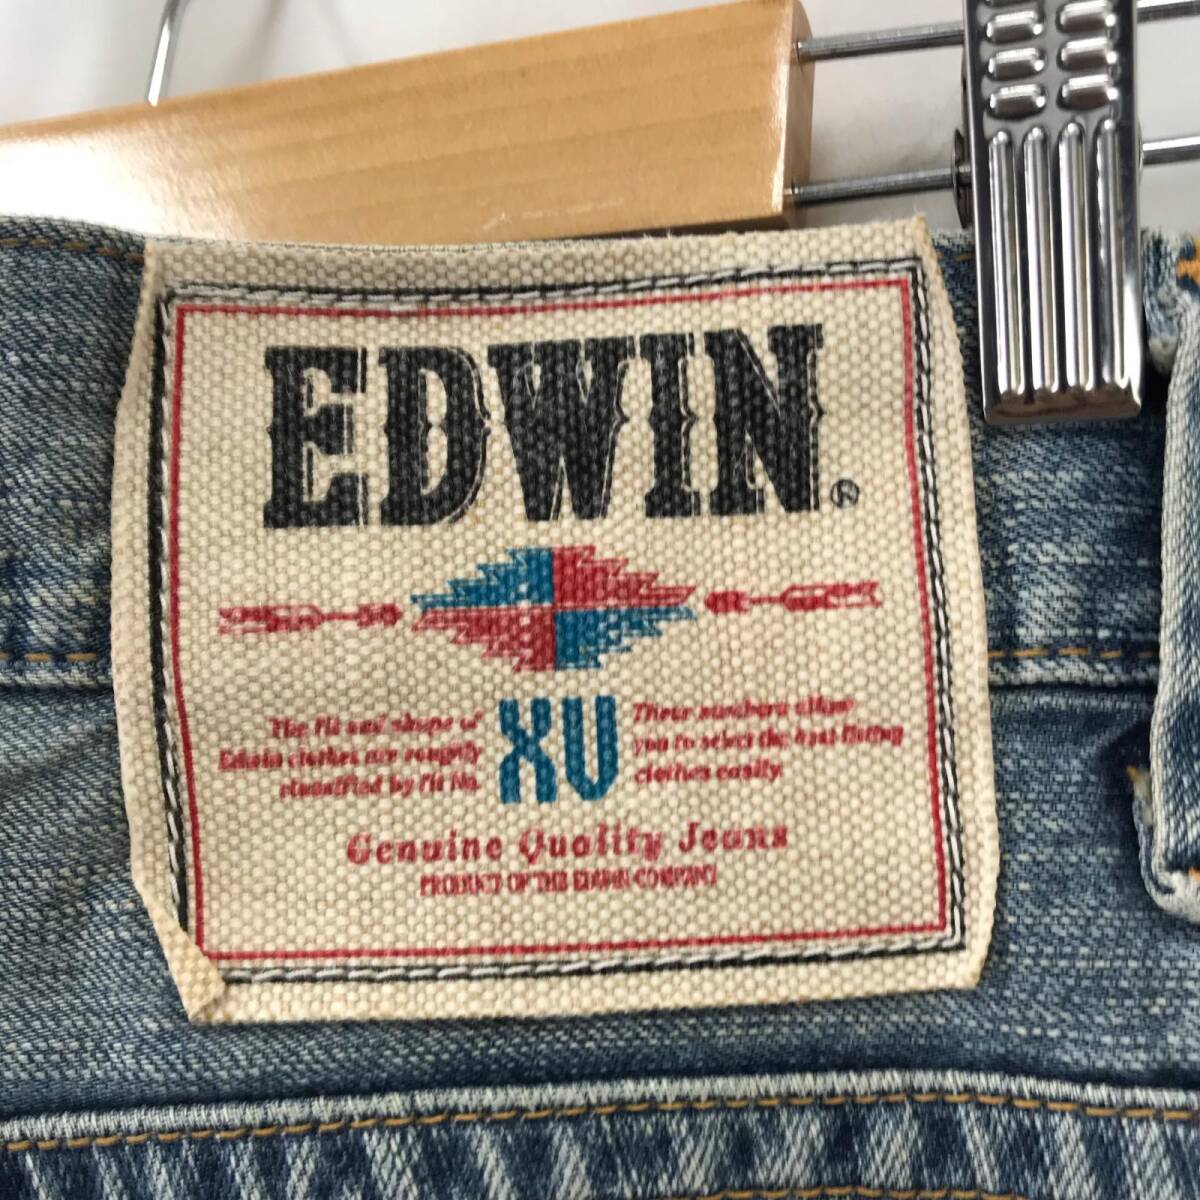 EDWIN®
The fit and shape of
Edwin clothes are roughly
classified by Fit No.
XV
These numbers allow
you to select the best fitting
clothes easily.
Genuine Quality Jeans
PRODUCT OF THE EDWIN COMPANY